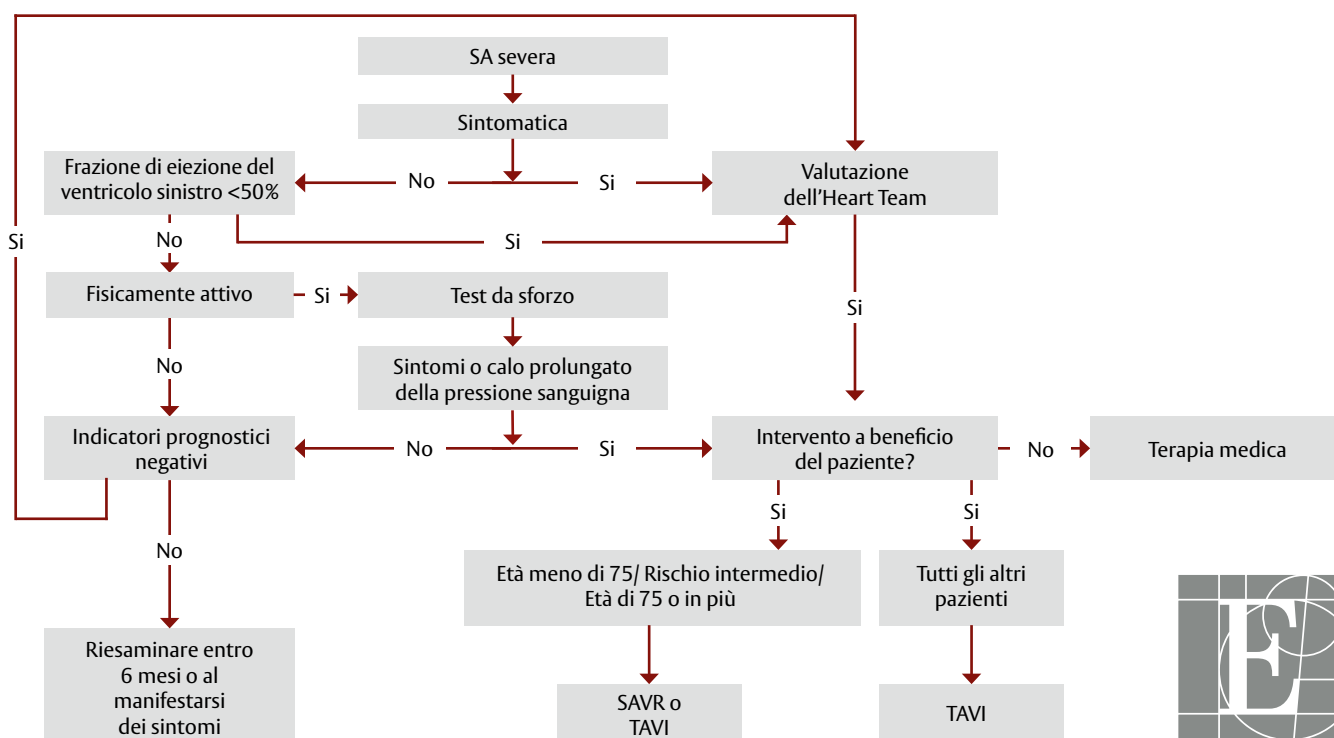 SA severa
Sintomatica
Frazione di eiezione del
ventricolo sinistro <50%
No
Si
Valutazione
dell'Heart Team
Si
No
Si
Fisicamente attivo
Si
Test da sforzo
Si
No
Sintomi o calo prolungato
della pressione sanguigna
Indicatori prognostici
negativi
No
Si
Intervento a beneficio
del paziente?
No
Terapia medica
Si
Si
No
Età meno di 75/ Rischio intermedio/
Età di 75 o in più
Tutti gli altri
pazienti
Riesaminare entro
6 mesi o al
manifestarsi
dei sintomi
SAVR o
TAVI
TAVI
E